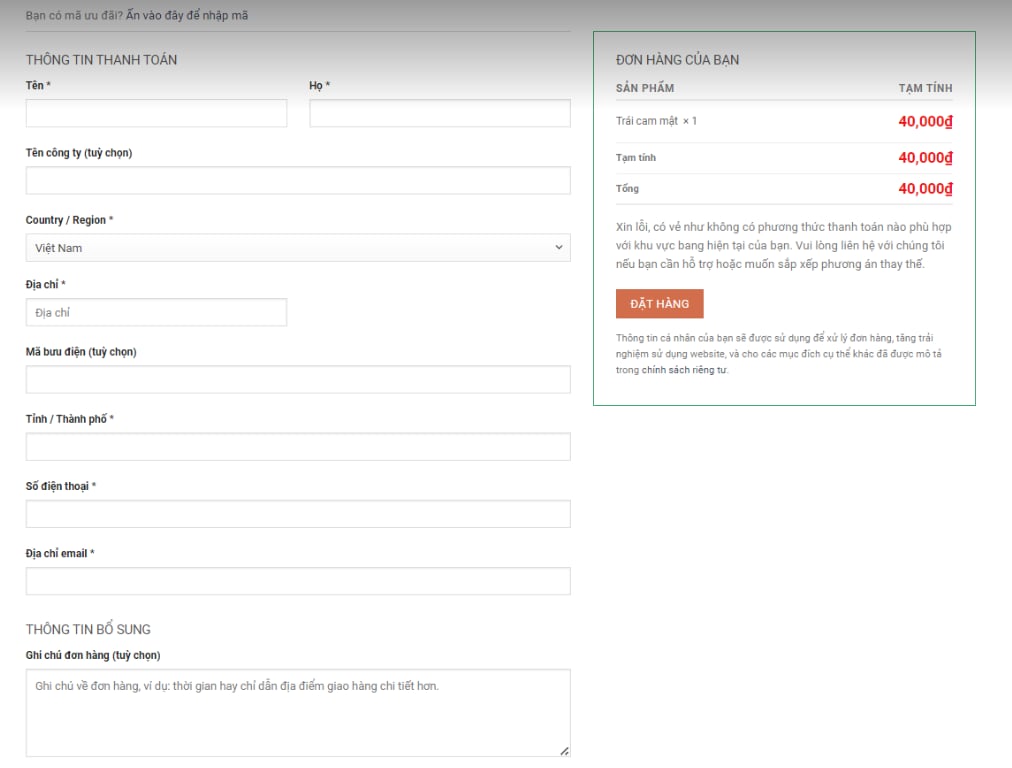 Bạn có mã ưu đãi? Ấn vào đây để nhập mã
THÔNG TIN THANH TOÁN
Tên *
Họ *
Tên công ty (tuỳ chọn)
Country / Region *
Việt Nam
Địa chỉ *
Địa chỉ
Mã bưu điện (tuỳ chọn)
Tỉnh / Thành phố *
Số điện thoại *
Địa chỉ email *
THÔNG TIN BỔ SUNG
Ghi chú đơn hàng (tuỳ chọn)
Ghi chú về đơn hàng, ví dụ: thời gian hay chỉ dẫn địa điểm giao hàng chi tiết hơn.
ĐƠN HÀNG CỦA BẠN
SẢN PHẨM TẠM TÍNH
Trái cam mật × 1 40,000₫
Tạm tính 40,000₫
Tổng 40,000₫
Xin lỗi, có vẻ như không có phương thức thanh toán nào phù hợp
với khu vực bang hiện tại của bạn. Vui lòng liên hệ với chúng tôi
nếu bạn cần hỗ trợ hoặc muốn sắp xếp phương án thay thế.
ĐẶT HÀNG
Thông tin cá nhân của bạn sẽ được sử dụng để xử lý đơn hàng, tăng trải
nghiệm sử dụng website, và cho các mục đích cụ thể khác đã được mô tả
trong chính sách riêng tư.